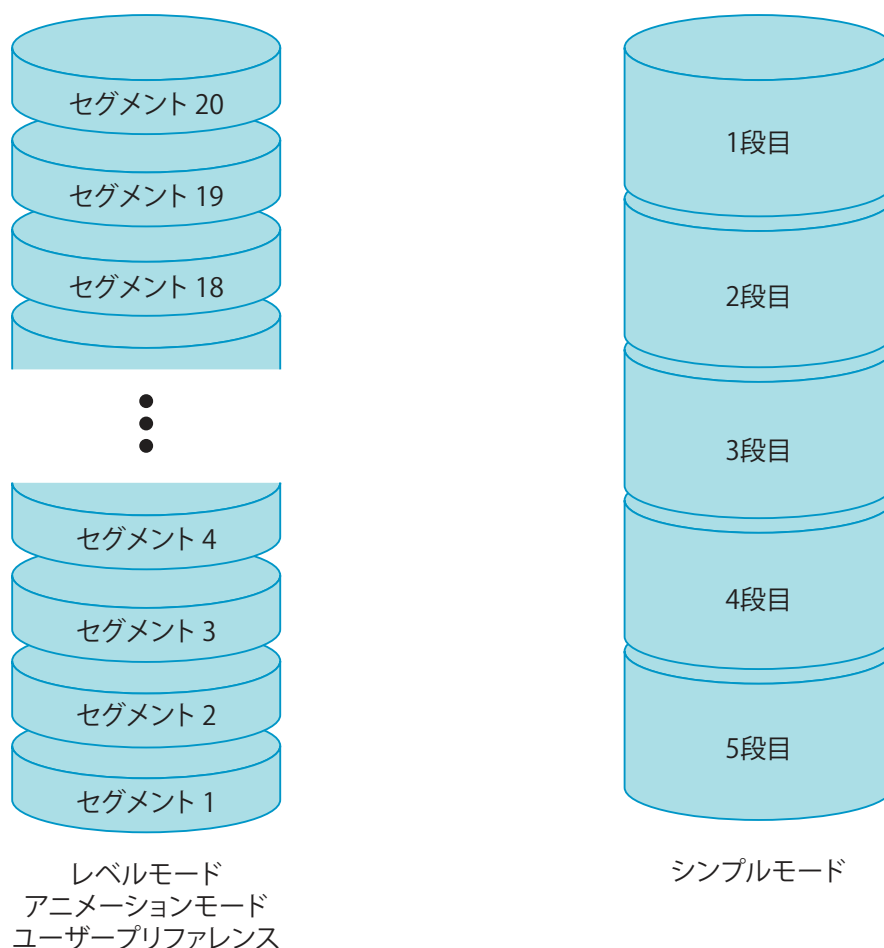 セグメント 20
セグメント 19
セグメント 18
セグメント 4
セグメント 3
セグメント 2
セグメント 1
レベルモード
アニメーションモード
ユーザープリファレンス
1段目
2段目
3段目
4段目
5段目
シンプルモード